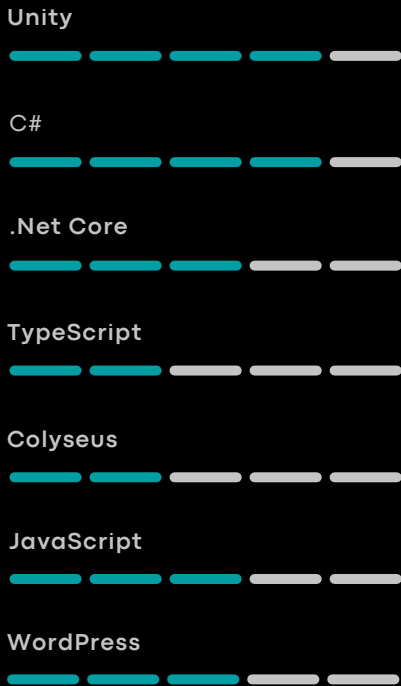 Unity
C#
.Net Core
TypeScript
Colyseus
JavaScript
WordPress